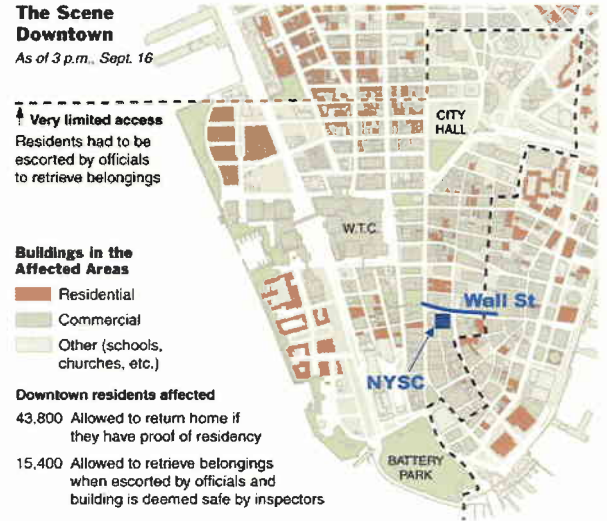 The Scene
Downtown
As of 3 p.m., Sept. 16
Very limited access
Residents had to be
escorted by officials
to retrieve belongings
CITY
HALL
W.T.C.
Buildings in the
Affected Areas
Residential
Commercial
Other (schools,
churches, etc.)
Wall St
NYSC
Downtown residents affected
43,800 Allowed to return home if
they have proof of residency
15,400 Allowed to retrieve belongings
when escorted by officials and
building is deemed safe by inspectors
BATTERY
PARK